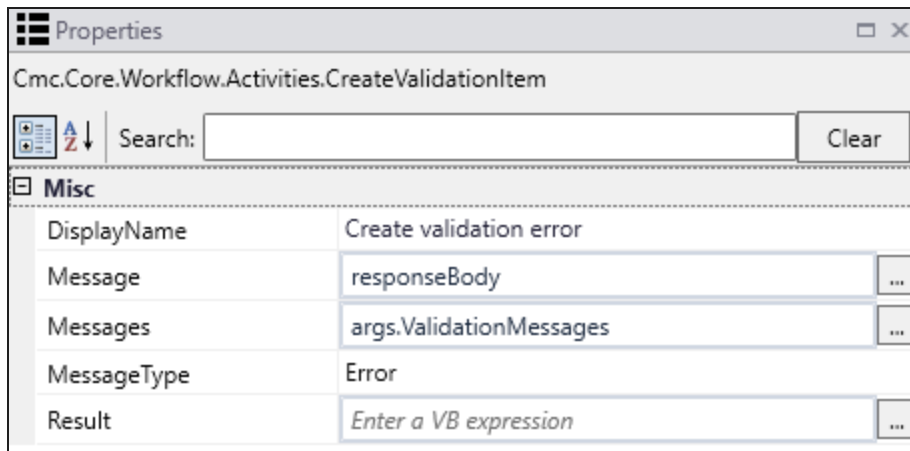 Properties
Cmc.Core.Workflow.Activities.CreateValidationItem
Search: Clear
Misc
DisplayName Create validation error
Message responseBody ...
Messages args.ValidationMessages ...
MessageType Error
Result Enter a VB expression ...